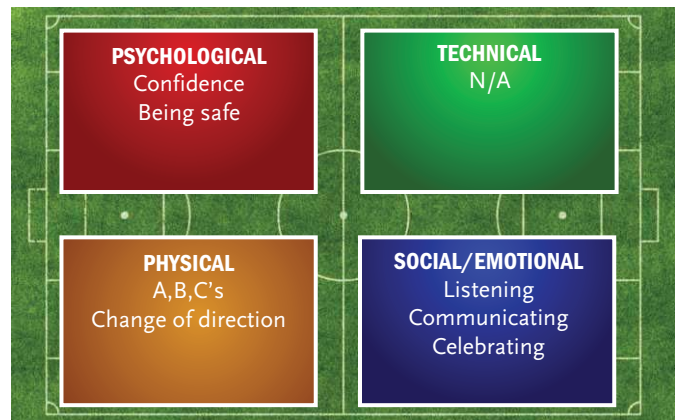 PSYCHOLOGICAL
Confidence
Being safe
TECHNICAL
N/A
PHYSICAL
A,B,C's
Change of direction
SOCIAL/EMOTIONAL
Listening
Communicating
Celebrating